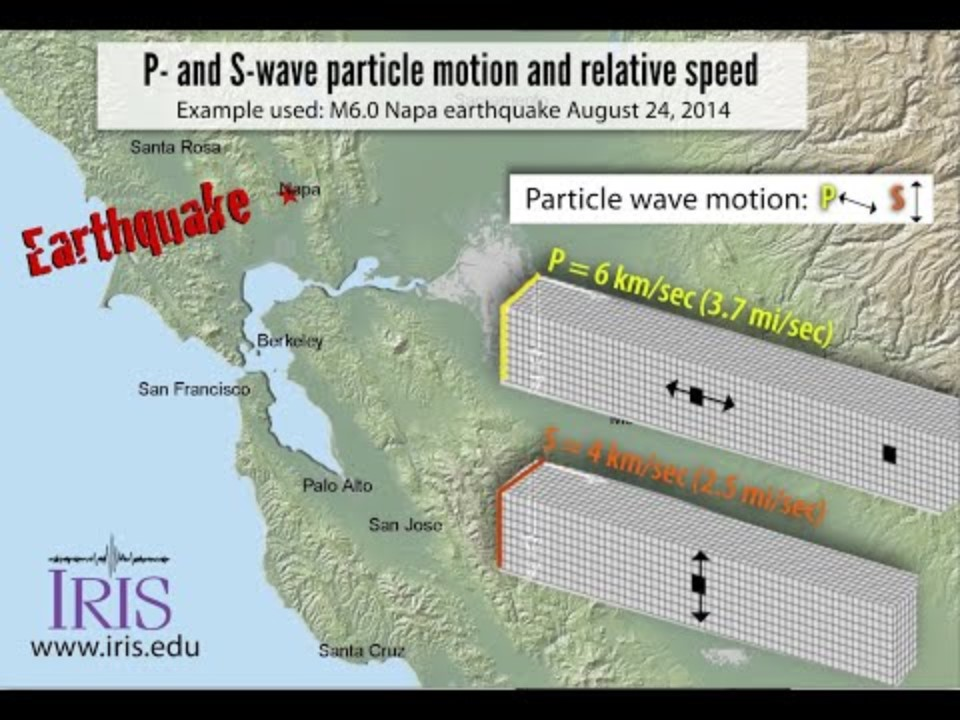 P- and S-wave particle motion and relative speed
Example used: M6.0 Napa earthquake August 24, 2014
Santa Rosa
Napa
Earthquake
Particle wave motion: P S
P = 6 km/sec (3.7 mi/sec)
Berkeley
San Francisco
S = 4 km/sec (2.5 mi/sec)
Palo Alto
San Jose
IRIS
www.iris.edu
Santa Cruz